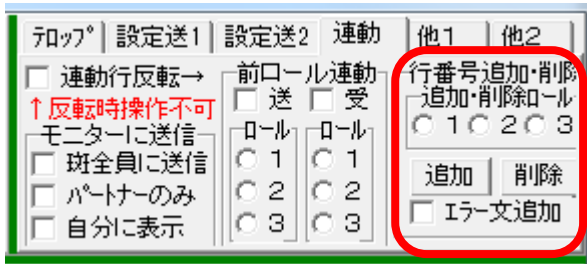 テロップ 設定送1 設定送2 連動 他1 他2
連動行反転→
↑反転時操作不可
モニターに送信
斑全員に送信
パートナーのみ
自分に表示
前ロール連動
送 受
ロール ロール
1 1
2 2
3 3
行番号追加・削除
追加・削除ロール
1 2 3
追加 削除
エラー文追加